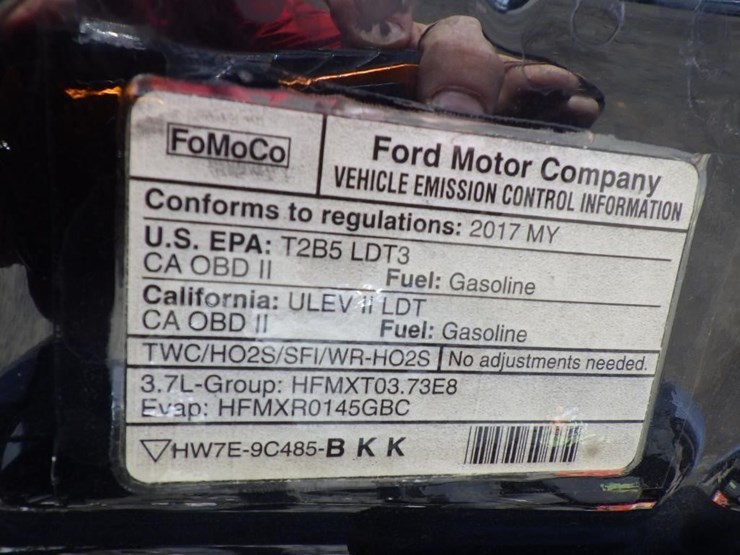 FoMoCo
Ford Motor Company
VEHICLE EMISSION CONTROL INFORMATION
Conforms to regulations: 2017 MY
U.S. EPA: T2B5 LDT3
CA OBD II Fuel: Gasoline
California: ULEV II LDT
CA OBD II Fuel: Gasoline
TWC/HO2S/SFI/WR-HO2S No adjustments needed.
3.7L-Group: HFMXT03.73E8
Evap: HFMXR0145GBC
HW7E-9C485-B K K